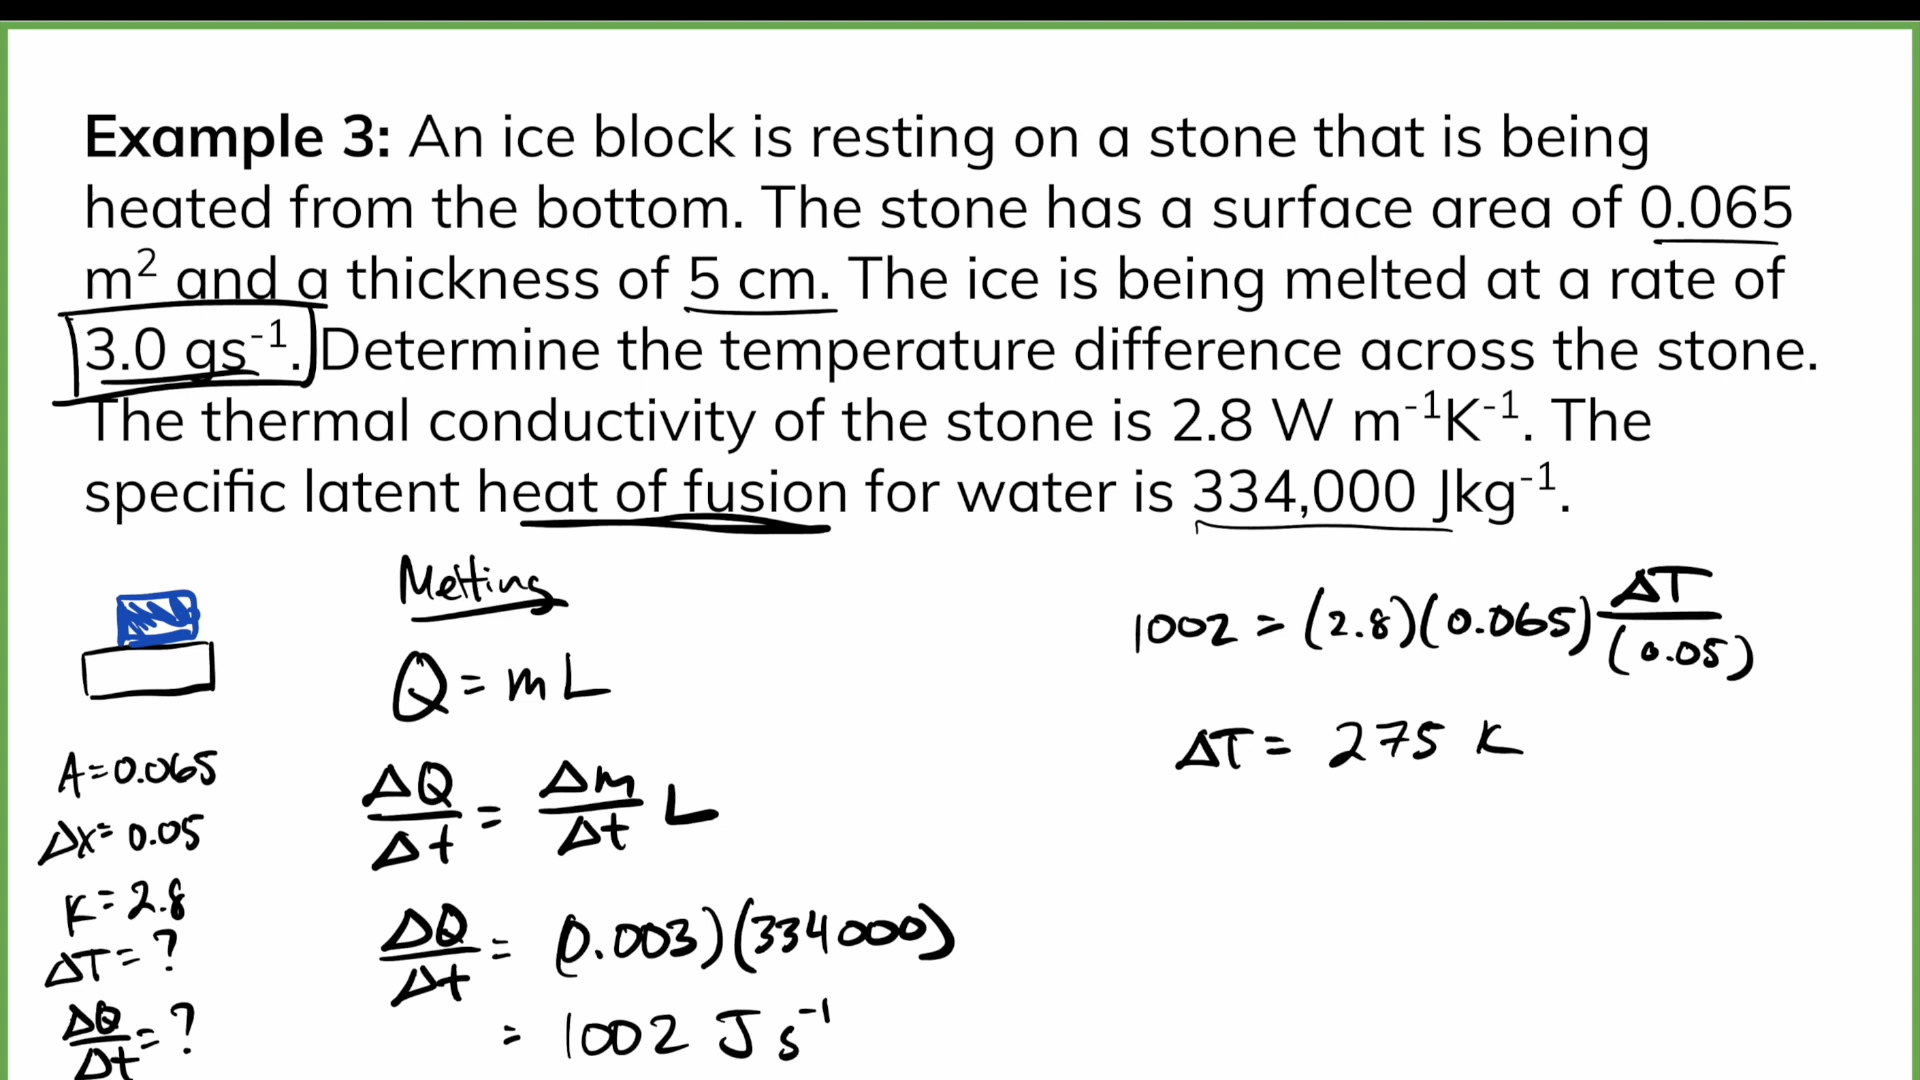 Example 3: An ice block is resting on a stone that is being
heated from the bottom. The stone has a surface area of 0.065
m² and a thickness of 5 cm. The ice is being melted at a rate of
3.0 gs⁻¹. Determine the temperature difference across the stone.
The thermal conductivity of the stone is 2.8 W m⁻¹K⁻¹. The
specific latent heat of fusion for water is 334,000 Jkg⁻¹.
A=0.065
Δx=0.05
K=2.8
ΔT=?
ΔQ/Δt=?
Melting
Q=mL
ΔQ/Δt = Δm/Δt L
ΔQ/Δt = (0.003)(334000)
= 1002 J s⁻¹
1002 = (2.8)(0.065) ΔT/(0.05)
ΔT = 275 K